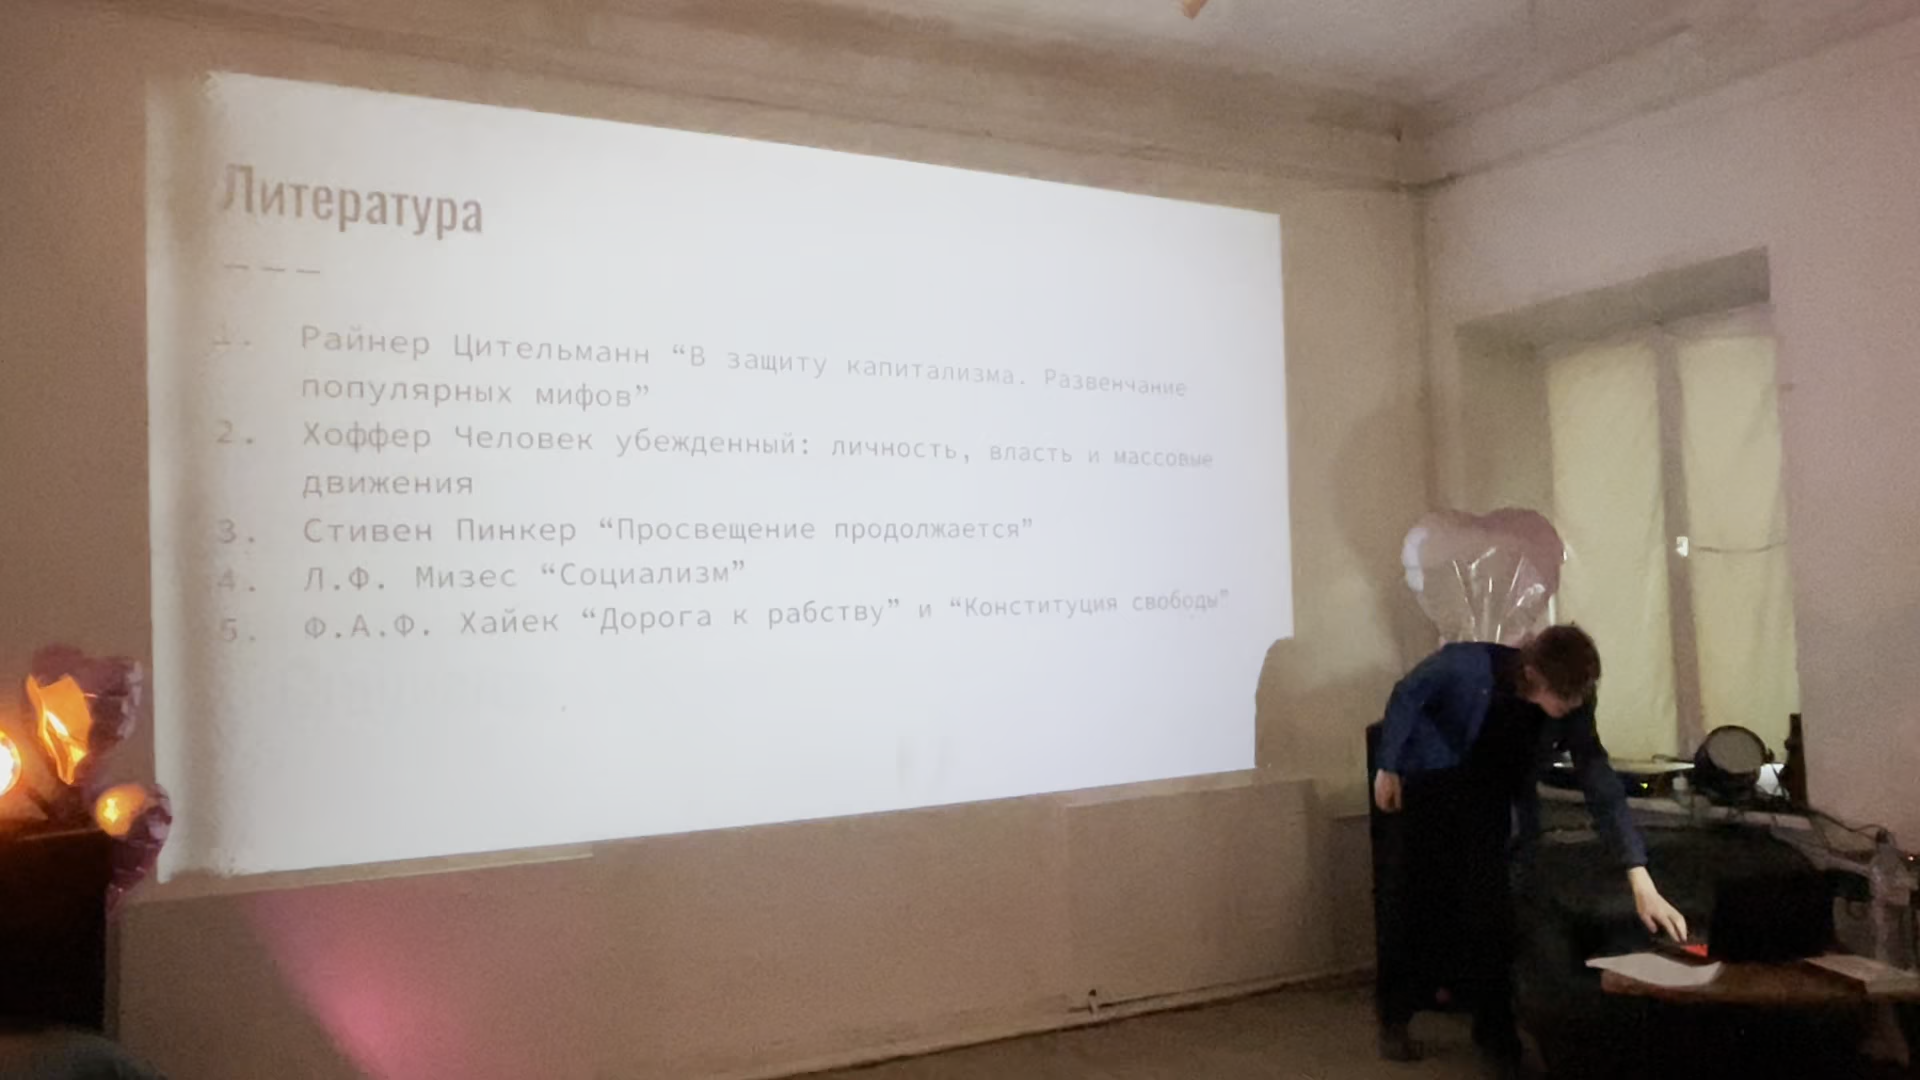 Литература
———
1. Райнер Цительманн “В защиту капитализма. Развенчание
популярных мифов”
2. Хоффер Человек убежденный: личность, власть и массовые
движения
3. Стивен Пинкер “Просвещение продолжается”
4. Л.Ф. Мизес “Социализм”
5. Ф.А.Ф. Хайек “Дорога к рабству” и “Конституция свободы”